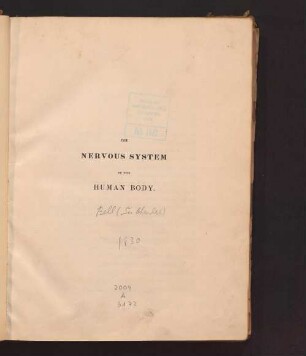 THE
NERVOUS SYSTEM
OF THE
HUMAN BODY.
Bell (Sir Charles)
1830
2009
A